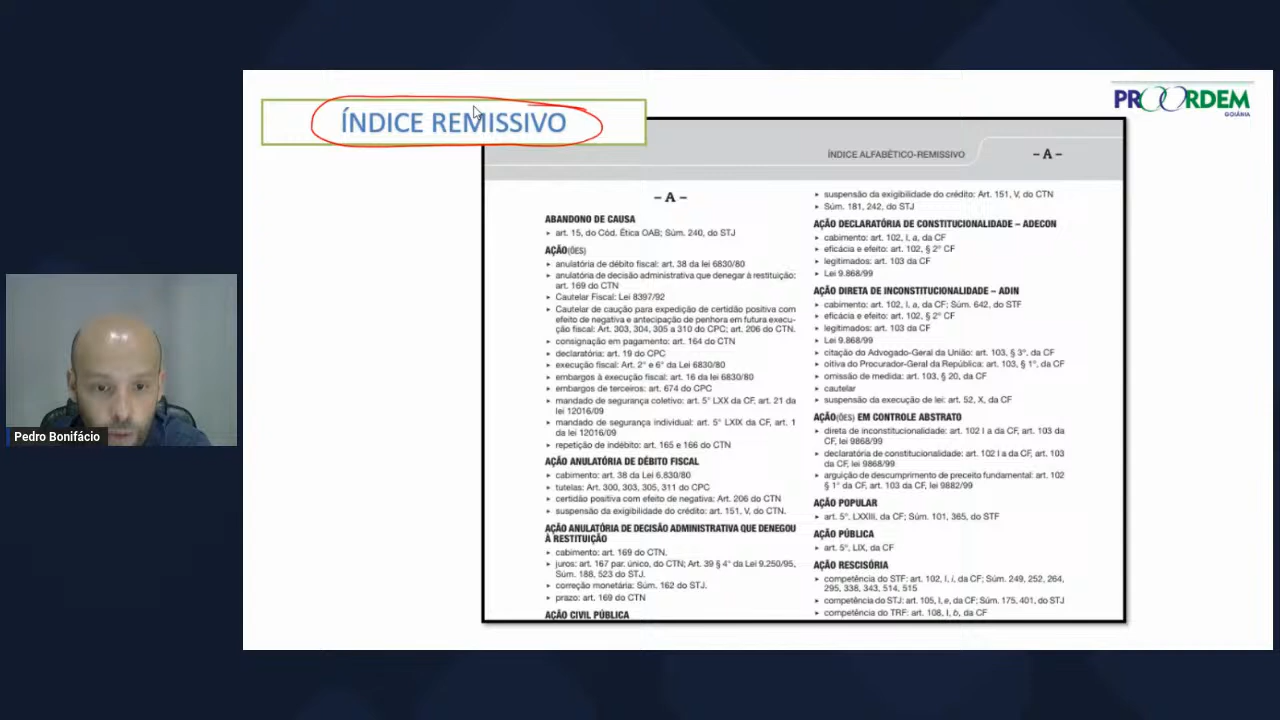 PROORDEM
GOIÂNIA
ÍNDICE REMISSIVO
ÍNDICE ALFABÉTICO-REMISSIVO
– A –
– A –
ABANDONO DE CAUSA
▸ art. 15, do Cód. Ética OAB; Súm. 240, do STJ
AÇÃO(ÕES)
▸ anulatória de débito fiscal: art. 38 da lei 6830/80
▸ anulatória de decisão administrativa que denegar à restituição:
art. 169 do CTN
▸ Cautelar Fiscal: Lei 8397/92
▸ Cautelar de caução para expedição de certidão positiva com
efeito de negativa e antecipação de penhora em futura execu-
ção fiscal: Art. 303, 304, 305 a 310 do CPC; art. 206 do CTN.
▸ consignação em pagamento: art. 164 do CTN
▸ declaratória: art. 19 do CPC
▸ execução fiscal: Art. 2° e 6° da Lei 6830/80
▸ embargos à execução fiscal: art. 16 da lei 6830/80
▸ embargos de terceiros: art. 674 do CPC
▸ mandado de segurança coletivo: art. 5° LXX da CF, art. 21 da
lei 12016/09
▸ mandado de segurança individual: art. 5° LXIX da CF, art. 1
da lei 12016/09
▸ repetição de indébito: art. 165 e 166 do CTN
AÇÃO ANULATÓRIA DE DÉBITO FISCAL
▸ cabimento: art. 38 da Lei 6.830/80
▸ tutelas: Art. 300, 303, 305, 311 do CPC
▸ certidão positiva com efeito de negativa: Art. 206 do CTN
▸ suspensão da exigibilidade do crédito: art. 151, V, do CTN.
AÇÃO ANULATÓRIA DE DECISÃO ADMINISTRATIVA QUE DENEGOU
À RESTITUIÇÃO
▸ cabimento: art. 169 do CTN.
▸ juros: art. 167 par. único, do CTN; Art. 39 § 4° da Lei 9.250/95,
Súm. 188, 523 do STJ.
▸ correção monetária: Súm. 162 do STJ.
▸ prazo: art. 169 do CTN
AÇÃO CIVIL PÚBLICA
▸ suspensão da exigibilidade do crédito: Art. 151, V, do CTN
▸ Súm. 181, 242, do STJ
AÇÃO DECLARATÓRIA DE CONSTITUCIONALIDADE – ADECON
▸ cabimento: art. 102, I, a, da CF
▸ eficácia e efeito: art. 102, § 2° CF
▸ legitimados: art. 103 da CF
▸ Lei 9.868/99
AÇÃO DIRETA DE INCONSTITUCIONALIDADE – ADIN
▸ cabimento: art. 102, I, a, da CF; Súm. 642, do STF
▸ eficácia e efeito: art. 102, § 2° CF
▸ legitimados: art. 103 da CF
▸ Lei 9.868/99
▸ citação do Advogado-Geral da União: art. 103, § 3°, da CF
▸ oitiva do Procurador-Geral da República: art. 103, § 1°, da CF
▸ omissão de medida: art. 103, § 20, da CF
▸ cautelar
▸ suspensão da execução de lei: art. 52, X, da CF
AÇÃO(ÕES) EM CONTROLE ABSTRATO
▸ direta de inconstitucionalidade: art. 102 I a da CF, art. 103 da
CF, lei 9868/99
▸ declaratória de constitucionalidade: art. 102 I a da CF, art. 103
da CF, lei 9868/99
▸ arguição de descumprimento de preceito fundamental: art. 102
§ 1° da CF, art. 103 da CF, lei 9882/99
AÇÃO POPULAR
▸ art. 5°, LXXIII, da CF; Súm. 101, 365, do STF
AÇÃO PÚBLICA
▸ art. 5°, LIX, da CF
AÇÃO RESCISÓRIA
▸ competência do STF: art. 102, I, i, da CF; Súm. 249, 252, 264,
295, 338, 343, 514, 515
▸ competência do STJ: art. 105, I, e, da CF; Súm. 175, 401, do STJ
▸ competência do TRF: art. 108, I, b, da CF
Pedro Bonifácio